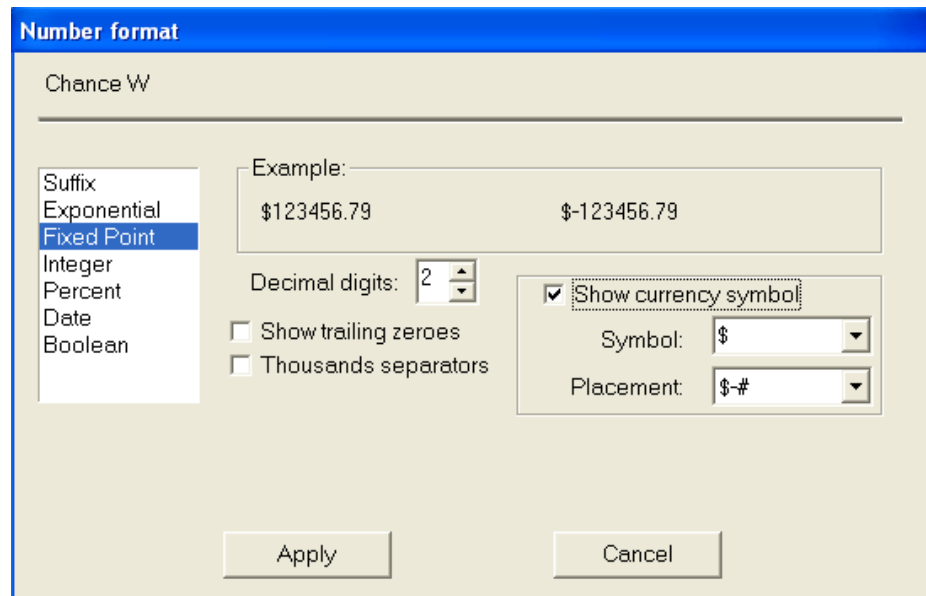 Number format
Chance W
Suffix
Exponential
Fixed Point
Integer
Percent
Date
Boolean
Example:
$123456.79 $-123456.79
Decimal digits: 2
Show trailing zeroes
Thousands separators
Show currency symbol
Symbol: $
Placement: $-#
Apply Cancel